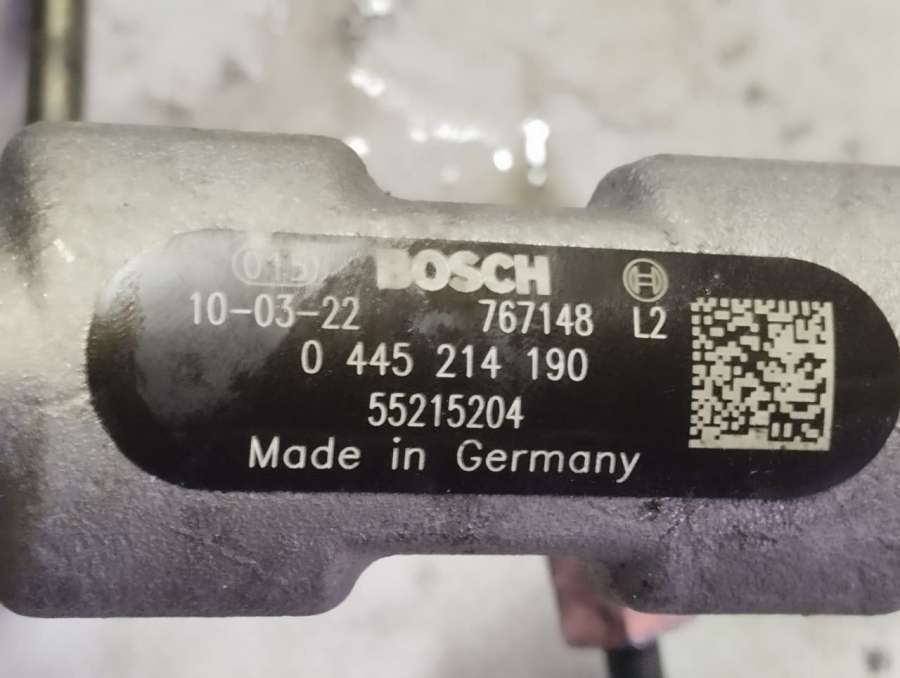 015 BOSCH
10-03-22 767148 L2
0 445 214 190
55215204
Made in Germany